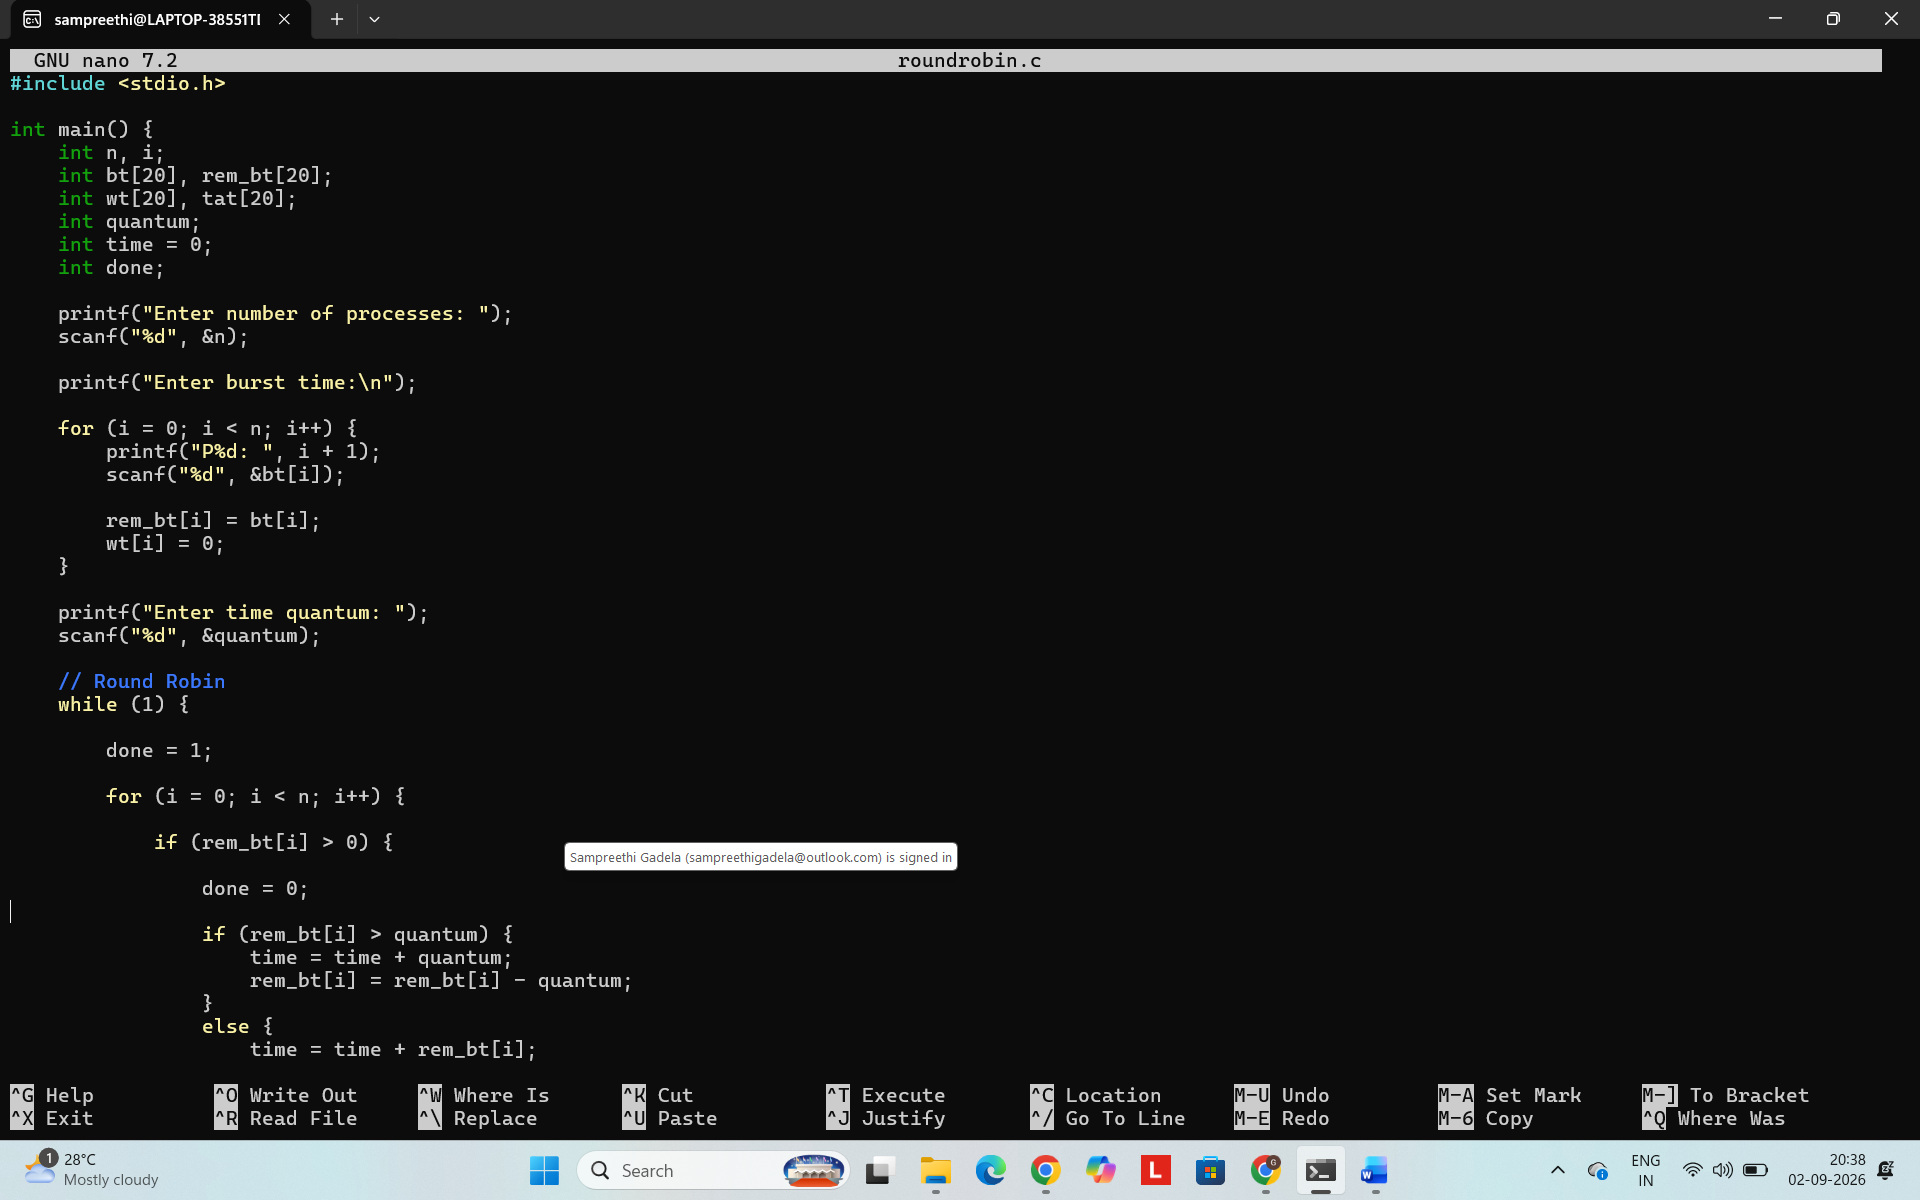 sampreethi@LAPTOP-38551TI
GNU nano 7.2 roundrobin.c
#include <stdio.h>
int main() {
    int n, i;
    int bt[20], rem_bt[20];
    int wt[20], tat[20];
    int quantum;
    int time = 0;
    int done;
    printf("Enter number of processes: ");
    scanf("%d", &n);
    printf("Enter burst time:\n");
    for (i = 0; i < n; i++) {
        printf("P%d: ", i + 1);
        scanf("%d", &bt[i]);
        rem_bt[i] = bt[i];
        wt[i] = 0;
    }
    printf("Enter time quantum: ");
    scanf("%d", &quantum);
    // Round Robin
    while (1) {
        done = 1;
        for (i = 0; i < n; i++) {
            if (rem_bt[i] > 0) {
Sampreethi Gadela (sampreethigadela@outlook.com) is signed in
                done = 0;
                if (rem_bt[i] > quantum) {
                    time = time + quantum;
                    rem_bt[i] = rem_bt[i] - quantum;
                }
                else {
                    time = time + rem_bt[i];
^G Help ^O Write Out ^W Where Is ^K Cut ^T Execute ^C Location M-U Undo M-A Set Mark M-] To Bracket
^X Exit ^R Read File ^\ Replace ^U Paste ^J Justify ^/ Go To Line M-E Redo M-6 Copy ^Q Where Was
1 28°C
Mostly cloudy
Search
L
G
W
ENG
IN
20:38
02-09-2026